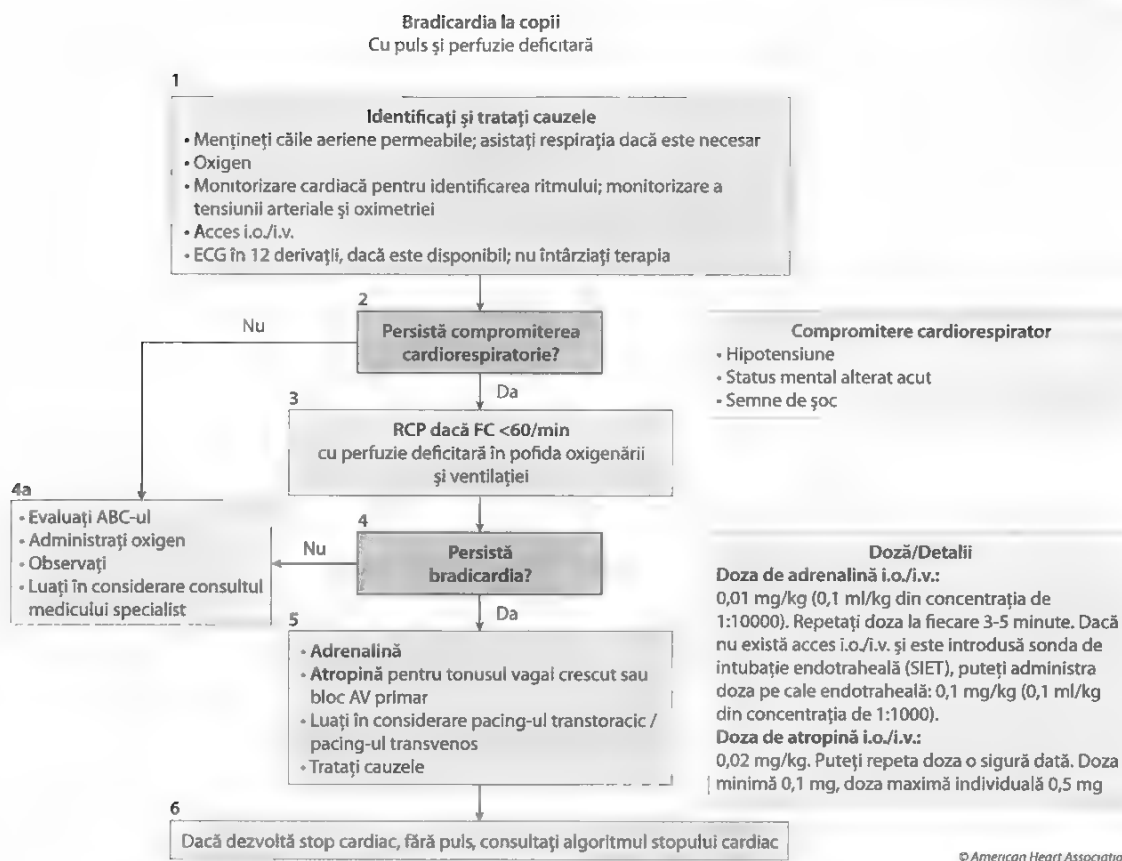 Bradicardia la copii
Cu puls și perfuzie deficitară
1
Identificați și tratați cauzele
• Mențineți căile aeriene permeabile; asistați respirația dacă este necesar
• Oxigen
• Monitorizare cardiacă pentru identificarea ritmului; monitorizare a
tensiunii arteriale și oximetriei
• Acces i.o./i.v.
• ECG în 12 derivații, dacă este disponibil; nu întârziați terapia
2
Nu
Persistă compromiterea
cardiorespiratorie?
Da
Compromitere cardiorespirator
• Hipotensiune
• Status mental alterat acut
• Semne de șoc
3
RCP dacă FC <60/min
cu perfuzie deficitară în pofida oxigenării
și ventilației
4a
• Evaluați ABC-ul
• Administrați oxigen
• Observați
• Luați în considerare consultul
medicului specialist
4
Nu
Persistă
bradicardia?
Da
5
• Adrenalină
• Atropină pentru tonusul vagal crescut sau
bloc AV primar
• Luați în considerare pacing-ul transtoracic /
pacing-ul transvenos
• Tratați cauzele
Doză/Detalii
Doza de adrenalină i.o./i.v.:
0,01 mg/kg (0,1 ml/kg din concentrația de
1:10000). Repetați doza la fiecare 3-5 minute. Dacă
nu există acces i.o./i.v. și este introdusă sonda de
intubație endotraheală (SIET), puteți administra
doza pe cale endotraheală: 0,1 mg/kg (0,1 ml/kg
din concentrația de 1:1000).
Doza de atropină i.o./i.v.:
0,02 mg/kg. Puteți repeta doza o sigură dată. Doza
minimă 0,1 mg, doza maximă individuală 0,5 mg
6
Dacă dezvoltă stop cardiac, fără puls, consultați algoritmul stopului cardiac
© American Heart Associatio